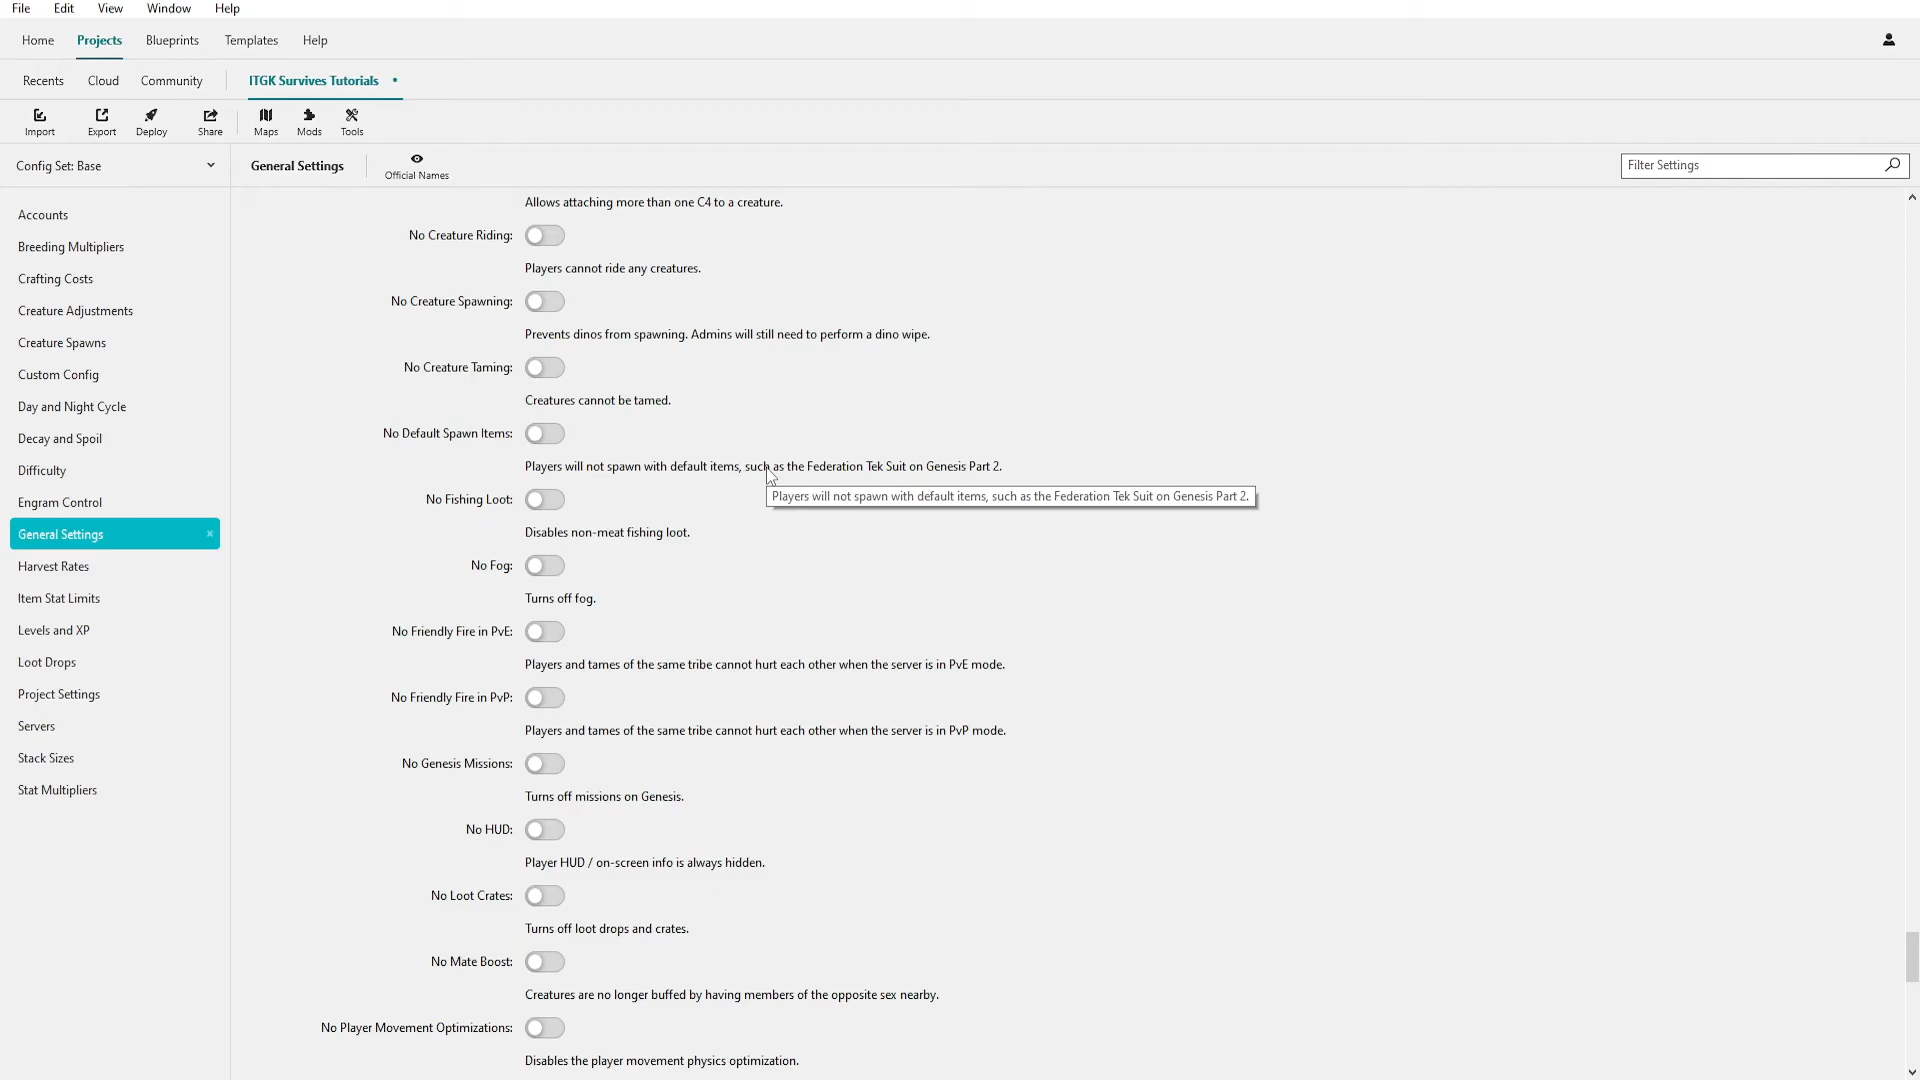 File Edit View Window Help
Home Projects Blueprints Templates Help
Recents Cloud Community ITGK Survives Tutorials •
Import Export Deploy Share Maps Mods Tools
Config Set: Base
General Settings
Official Names
Filter Settings
Accounts
Breeding Multipliers
Crafting Costs
Creature Adjustments
Creature Spawns
Custom Config
Day and Night Cycle
Decay and Spoil
Difficulty
Engram Control
General Settings ×
Harvest Rates
Item Stat Limits
Levels and XP
Loot Drops
Project Settings
Servers
Stack Sizes
Stat Multipliers
Allows attaching more than one C4 to a creature.
No Creature Riding:
Players cannot ride any creatures.
No Creature Spawning:
Prevents dinos from spawning. Admins will still need to perform a dino wipe.
No Creature Taming:
Creatures cannot be tamed.
No Default Spawn Items:
Players will not spawn with default items, such as the Federation Tek Suit on Genesis Part 2.
Players will not spawn with default items, such as the Federation Tek Suit on Genesis Part 2.
No Fishing Loot:
Disables non-meat fishing loot.
No Fog:
Turns off fog.
No Friendly Fire in PvE:
Players and tames of the same tribe cannot hurt each other when the server is in PvE mode.
No Friendly Fire in PvP:
Players and tames of the same tribe cannot hurt each other when the server is in PvP mode.
No Genesis Missions:
Turns off missions on Genesis.
No HUD:
Player HUD / on-screen info is always hidden.
No Loot Crates:
Turns off loot drops and crates.
No Mate Boost:
Creatures are no longer buffed by having members of the opposite sex nearby.
No Player Movement Optimizations:
Disables the player movement physics optimization.